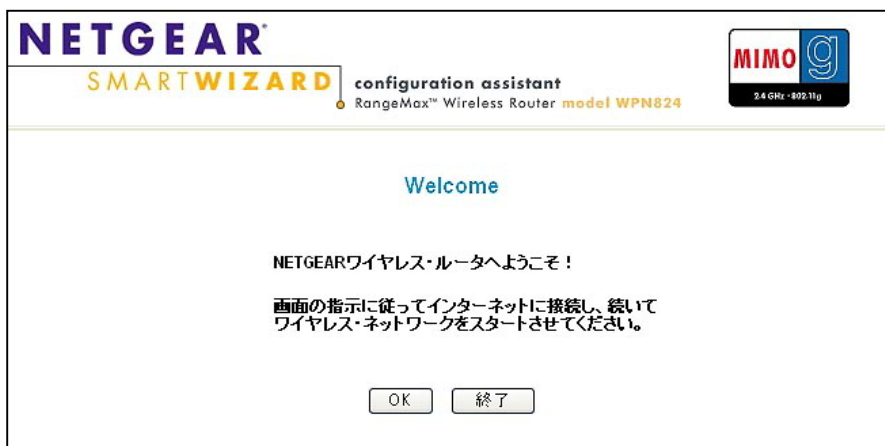 NETGEAR
SMARTWIZARD
configuration assistant
RangeMax™ Wireless Router model WPN824
MIMO g
2.4 GHz - 802.11g
Welcome
NETGEARワイヤレス・ルータへようこそ！
画面の指示に従ってインターネットに接続し、続いて
ワイヤレス・ネットワークをスタートさせてください。
OK 終了